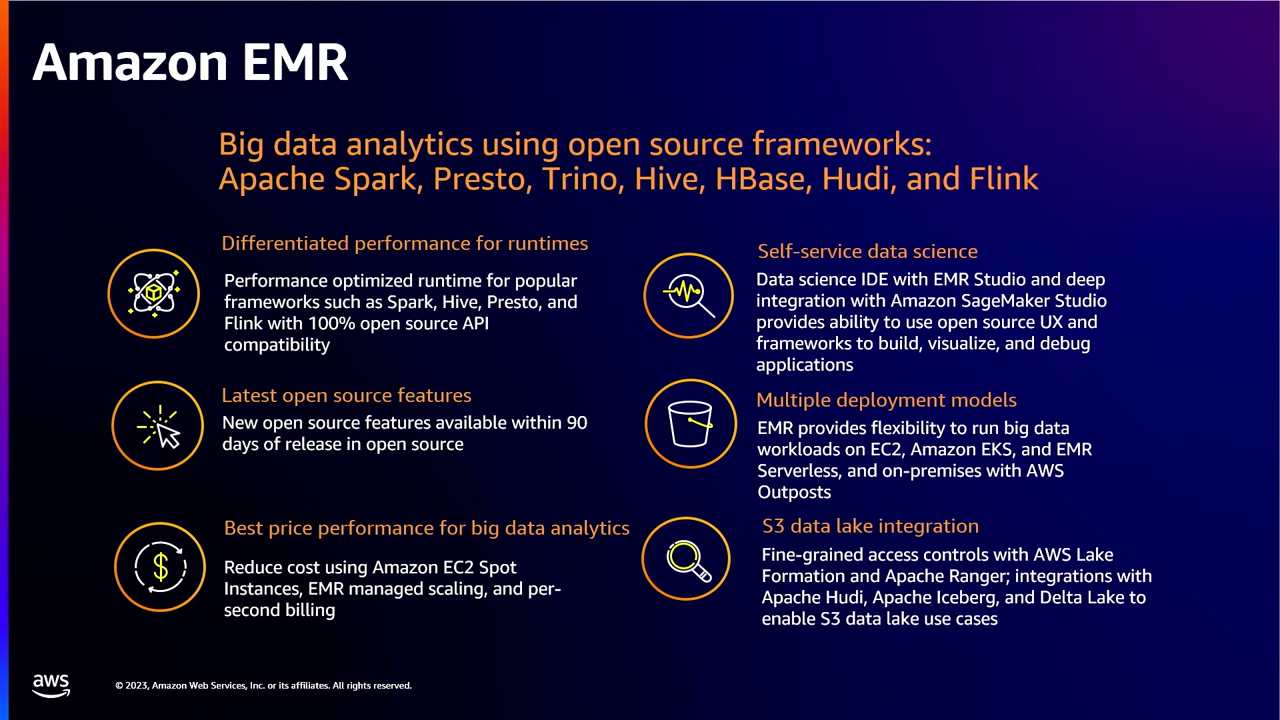 Amazon EMR
Big data analytics using open source frameworks:
Apache Spark, Presto, Trino, Hive, HBase, Hudi, and Flink
Differentiated performance for runtimes
Performance optimized runtime for popular
frameworks such as Spark, Hive, Presto, and
Flink with 100% open source API
compatibility
Latest open source features
New open source features available within 90
days of release in open source
Best price performance for big data analytics
$
Reduce cost using Amazon EC2 Spot
Instances, EMR managed scaling, and per-
second billing
Self-service data science
Data science IDE with EMR Studio and deep
integration with Amazon SageMaker Studio
provides ability to use open source UX and
frameworks to build, visualize, and debug
applications
Multiple deployment models
EMR provides flexibility to run big data
workloads on EC2, Amazon EKS, and EMR
Serverless, and on-premises with AWS
Outposts
S3 data lake integration
Fine-grained access controls with AWS Lake
Formation and Apache Ranger; integrations with
Apache Hudi, Apache Iceberg, and Delta Lake to
enable S3 data lake use cases
aws
© 2023, Amazon Web Services, Inc. or its affiliates. All rights reserved.